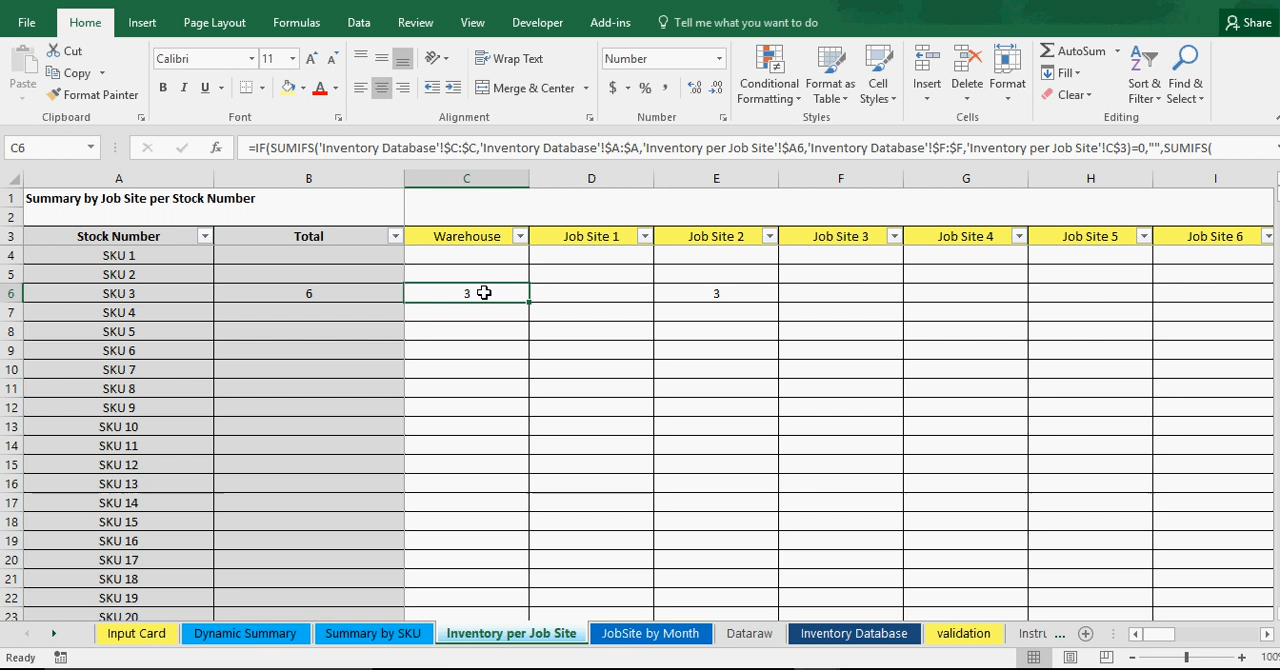 File Home Insert Page Layout Formulas Data Review View Developer Add-ins Tell me what you want to do Share
Cut
Copy
Format Painter
Paste
Clipboard
Calibri 11 A A
B I U A
Font
Wrap Text
Merge & Center
Alignment
Number
$ % ,
Number
Conditional Formatting
Format as Table
Cell Styles
Styles
Insert Delete Format
Cells
AutoSum
Fill
Clear
Sort & Filter
Find & Select
Editing
C6 fx =IF(SUMIFS('Inventory Database'!$C:$C,'Inventory Database'!$A:$A,'Inventory per Job Site'!$A6,'Inventory Database'!$F:$F,'Inventory per Job Site'!C$3)=0,"",SUMIFS(
A B C D E F G H I
1 Summary by Job Site per Stock Number
2
3 Stock Number Total Warehouse Job Site 1 Job Site 2 Job Site 3 Job Site 4 Job Site 5 Job Site 6
4 SKU 1
5 SKU 2
6 SKU 3 6 3 3
7 SKU 4
8 SKU 5
9 SKU 6
10 SKU 7
11 SKU 8
12 SKU 9
13 SKU 10
14 SKU 11
15 SKU 12
16 SKU 13
17 SKU 14
18 SKU 15
19 SKU 16
20 SKU 17
21 SKU 18
22 SKU 19
23 SKU 20
Input Card Dynamic Summary Summary by SKU Inventory per Job Site JobSite by Month Dataraw Inventory Database validation ...
Ready 100